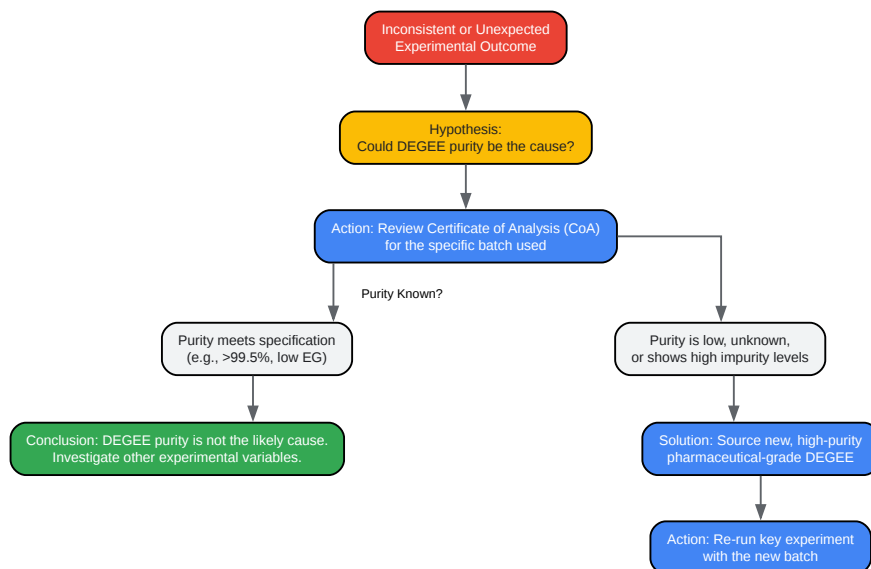 Inconsistent or Unexpected
Experimental Outcome
Hypothesis:
Could DEGEE purity be the cause?
Action: Review Certificate of Analysis (CoA)
for the specific batch used
Purity Known?
Purity meets specification
(e.g., >99.5%, low EG)
Purity is low, unknown,
or shows high impurity levels
Conclusion: DEGEE purity is not the likely cause.
Investigate other experimental variables.
Solution: Source new, high-purity
pharmaceutical-grade DEGEE
Action: Re-run key experiment
with the new batch